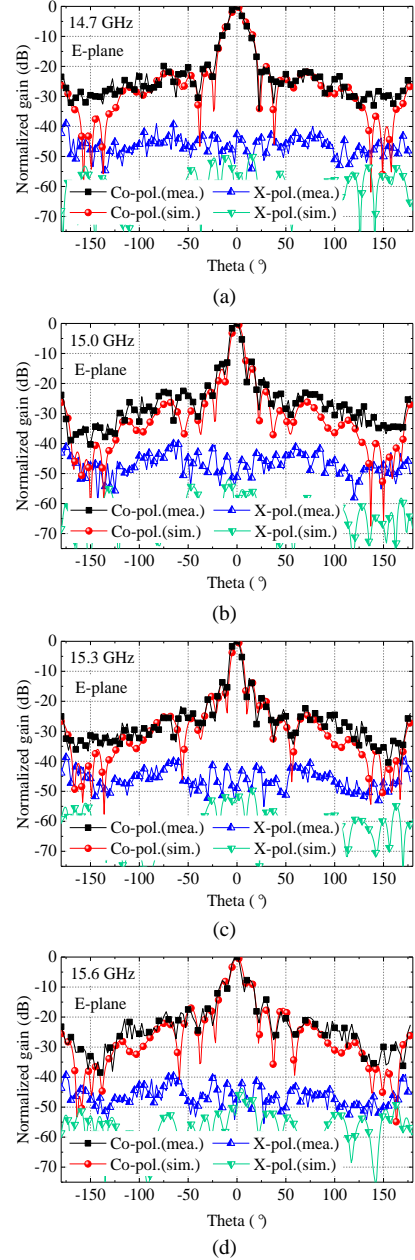 14.7 GHz
E-plane
Normalized gain (dB)
0
-10
-20
-30
-40
-50
-60
-70
Co-pol.(mea.) X-pol.(mea.)
Co-pol.(sim.) X-pol.(sim.)
-150 -100 -50 0 50 100 150
Theta (°)
(a)
15.0 GHz
E-plane
Normalized gain (dB)
0
-10
-20
-30
-40
-50
-60
-70
Co-pol.(mea.) X-pol.(mea.)
Co-pol.(sim.) X-pol.(sim.)
-150 -100 -50 0 50 100 150
Theta (°)
(b)
15.3 GHz
E-plane
Normalized gain (dB)
0
-10
-20
-30
-40
-50
-60
-70
Co-pol.(mea.) X-pol.(mea.)
Co-pol.(sim.) X-pol.(sim.)
-150 -100 -50 0 50 100 150
Theta (°)
(c)
15.6 GHz
E-plane
Normalized gain (dB)
0
-10
-20
-30
-40
-50
-60
-70
Co-pol.(mea.) X-pol.(mea.)
Co-pol.(sim.) X-pol.(sim.)
-150 -100 -50 0 50 100 150
Theta (°)
(d)